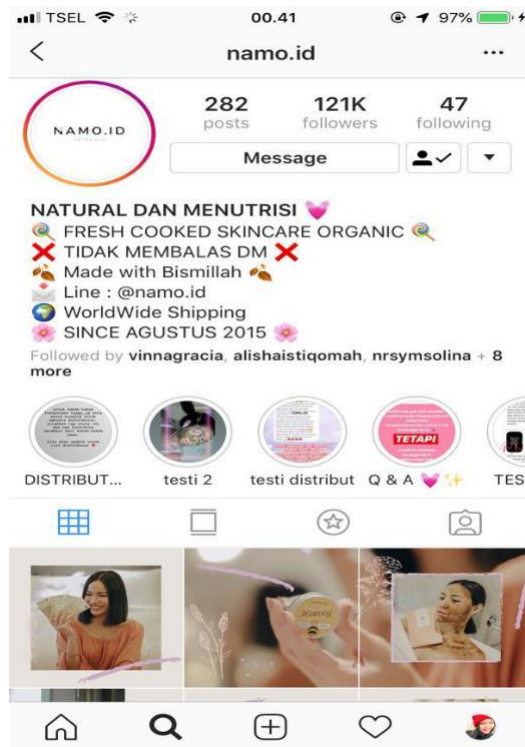 TSEL 00.41 97%
namo.id
NAMO.ID
282 121K 47
posts followers following
Message
NATURAL DAN MENUTRISI 💓
🍭 FRESH COOKED SKINCARE ORGANIC 🍭
❌ TIDAK MEMBALAS DM ❌
🍂 Made with Bismillah 🍂
📩 Line : @namo.id
🌍 WorldWide Shipping
🌸 SINCE AGUSTUS 2015 🌸
Followed by vinnagracia, alishaistiqomah, nrsymsolina + 8
more
TETAPI
DISTRIBUT... testi 2 testi distribut Q & A 💓✨ TES